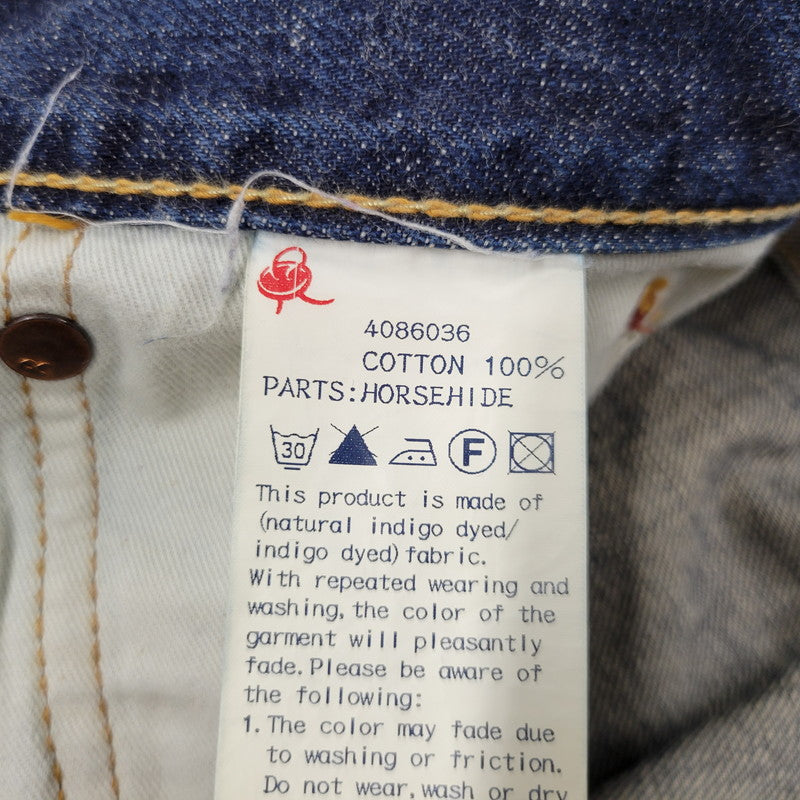 4086036
COTTON 100%
PARTS:HORSEHIDE
30
F
This product is made of
(natural indigo dyed/
indigo dyed) fabric.
With repeated wearing and
washing, the color of the
garment will pleasantly
fade. Please be aware of
the following:
1. The color may fade due
to washing or friction.
Do not wear, wash or dry